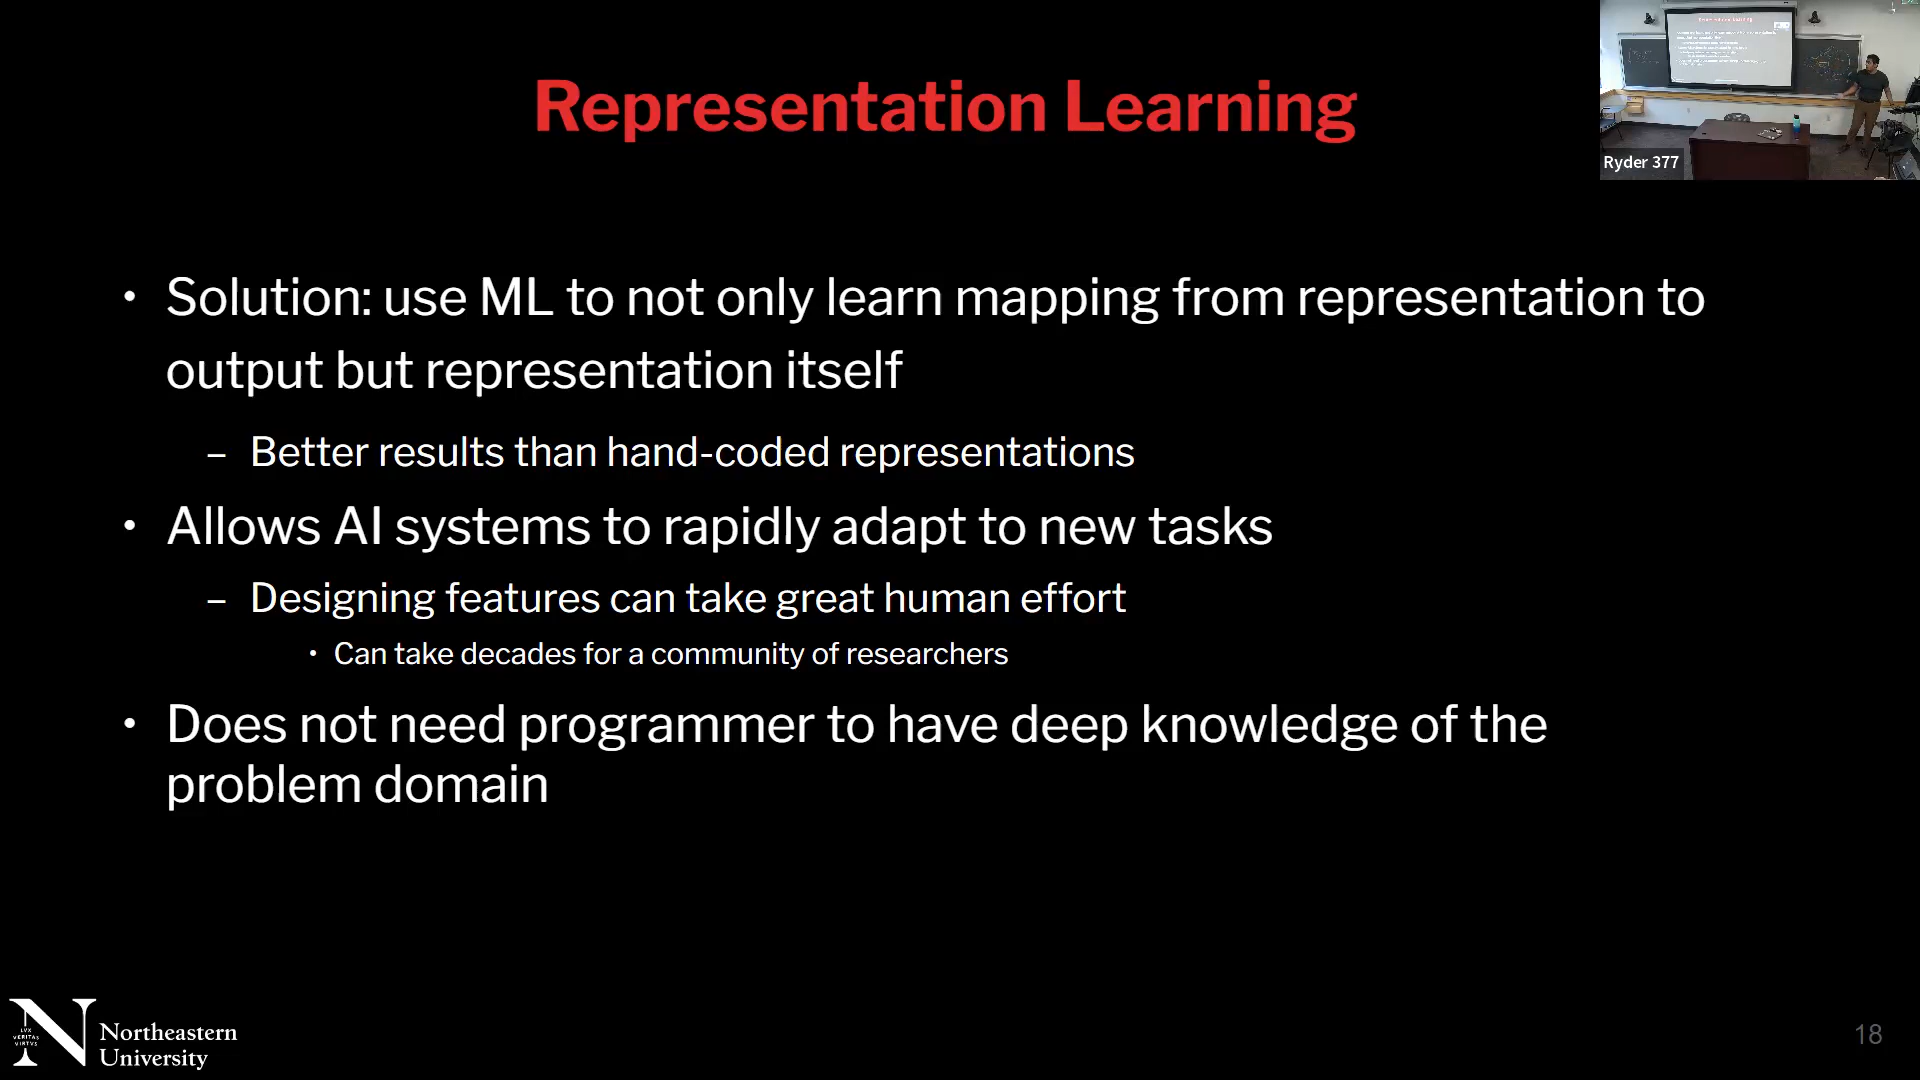 Representation Learning
Ryder 377
• Solution: use ML to not only learn mapping from representation to
output but representation itself
– Better results than hand-coded representations
• Allows AI systems to rapidly adapt to new tasks
– Designing features can take great human effort
• Can take decades for a community of researchers
• Does not need programmer to have deep knowledge of the
problem domain
LVX
VERITAS
VIRTVS
Northeastern
University
18